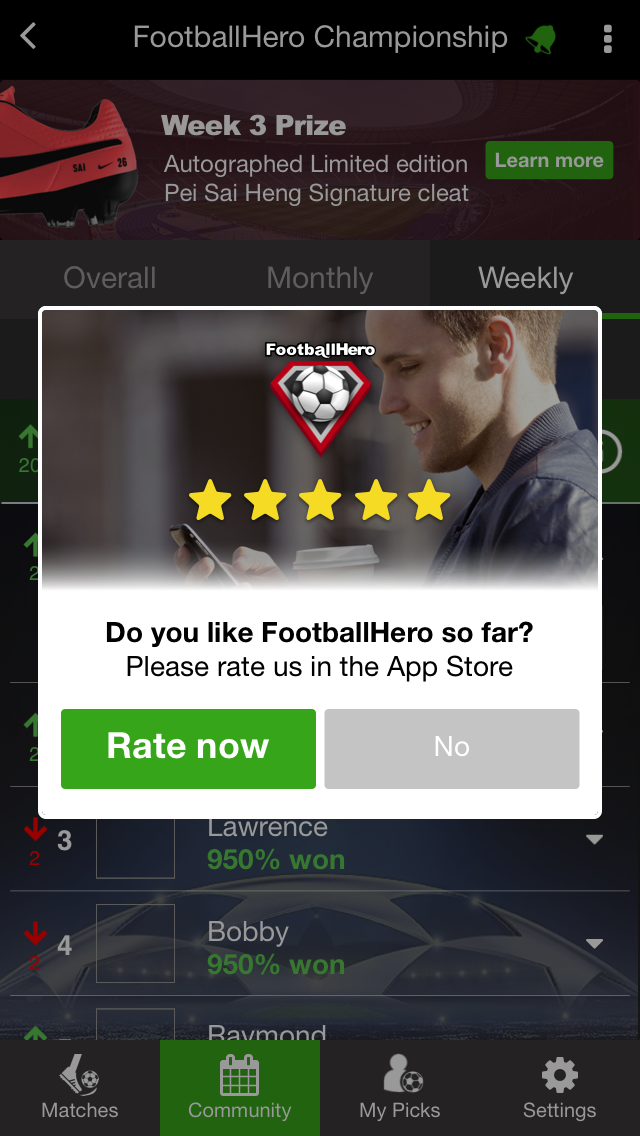 FootballHero Championship
Week 3 Prize
Autographed Limited edition
Pei Sai Heng Signature cleat
Learn more
SAI 26
Overall
Monthly
Weekly
FootballHero
20
2
Do you like FootballHero so far?
Please rate us in the App Store
2
Rate now
No
3
Lawrence
2
950% won
4
Bobby
2
950% won
Raymond
Matches
Community
My Picks
Settings